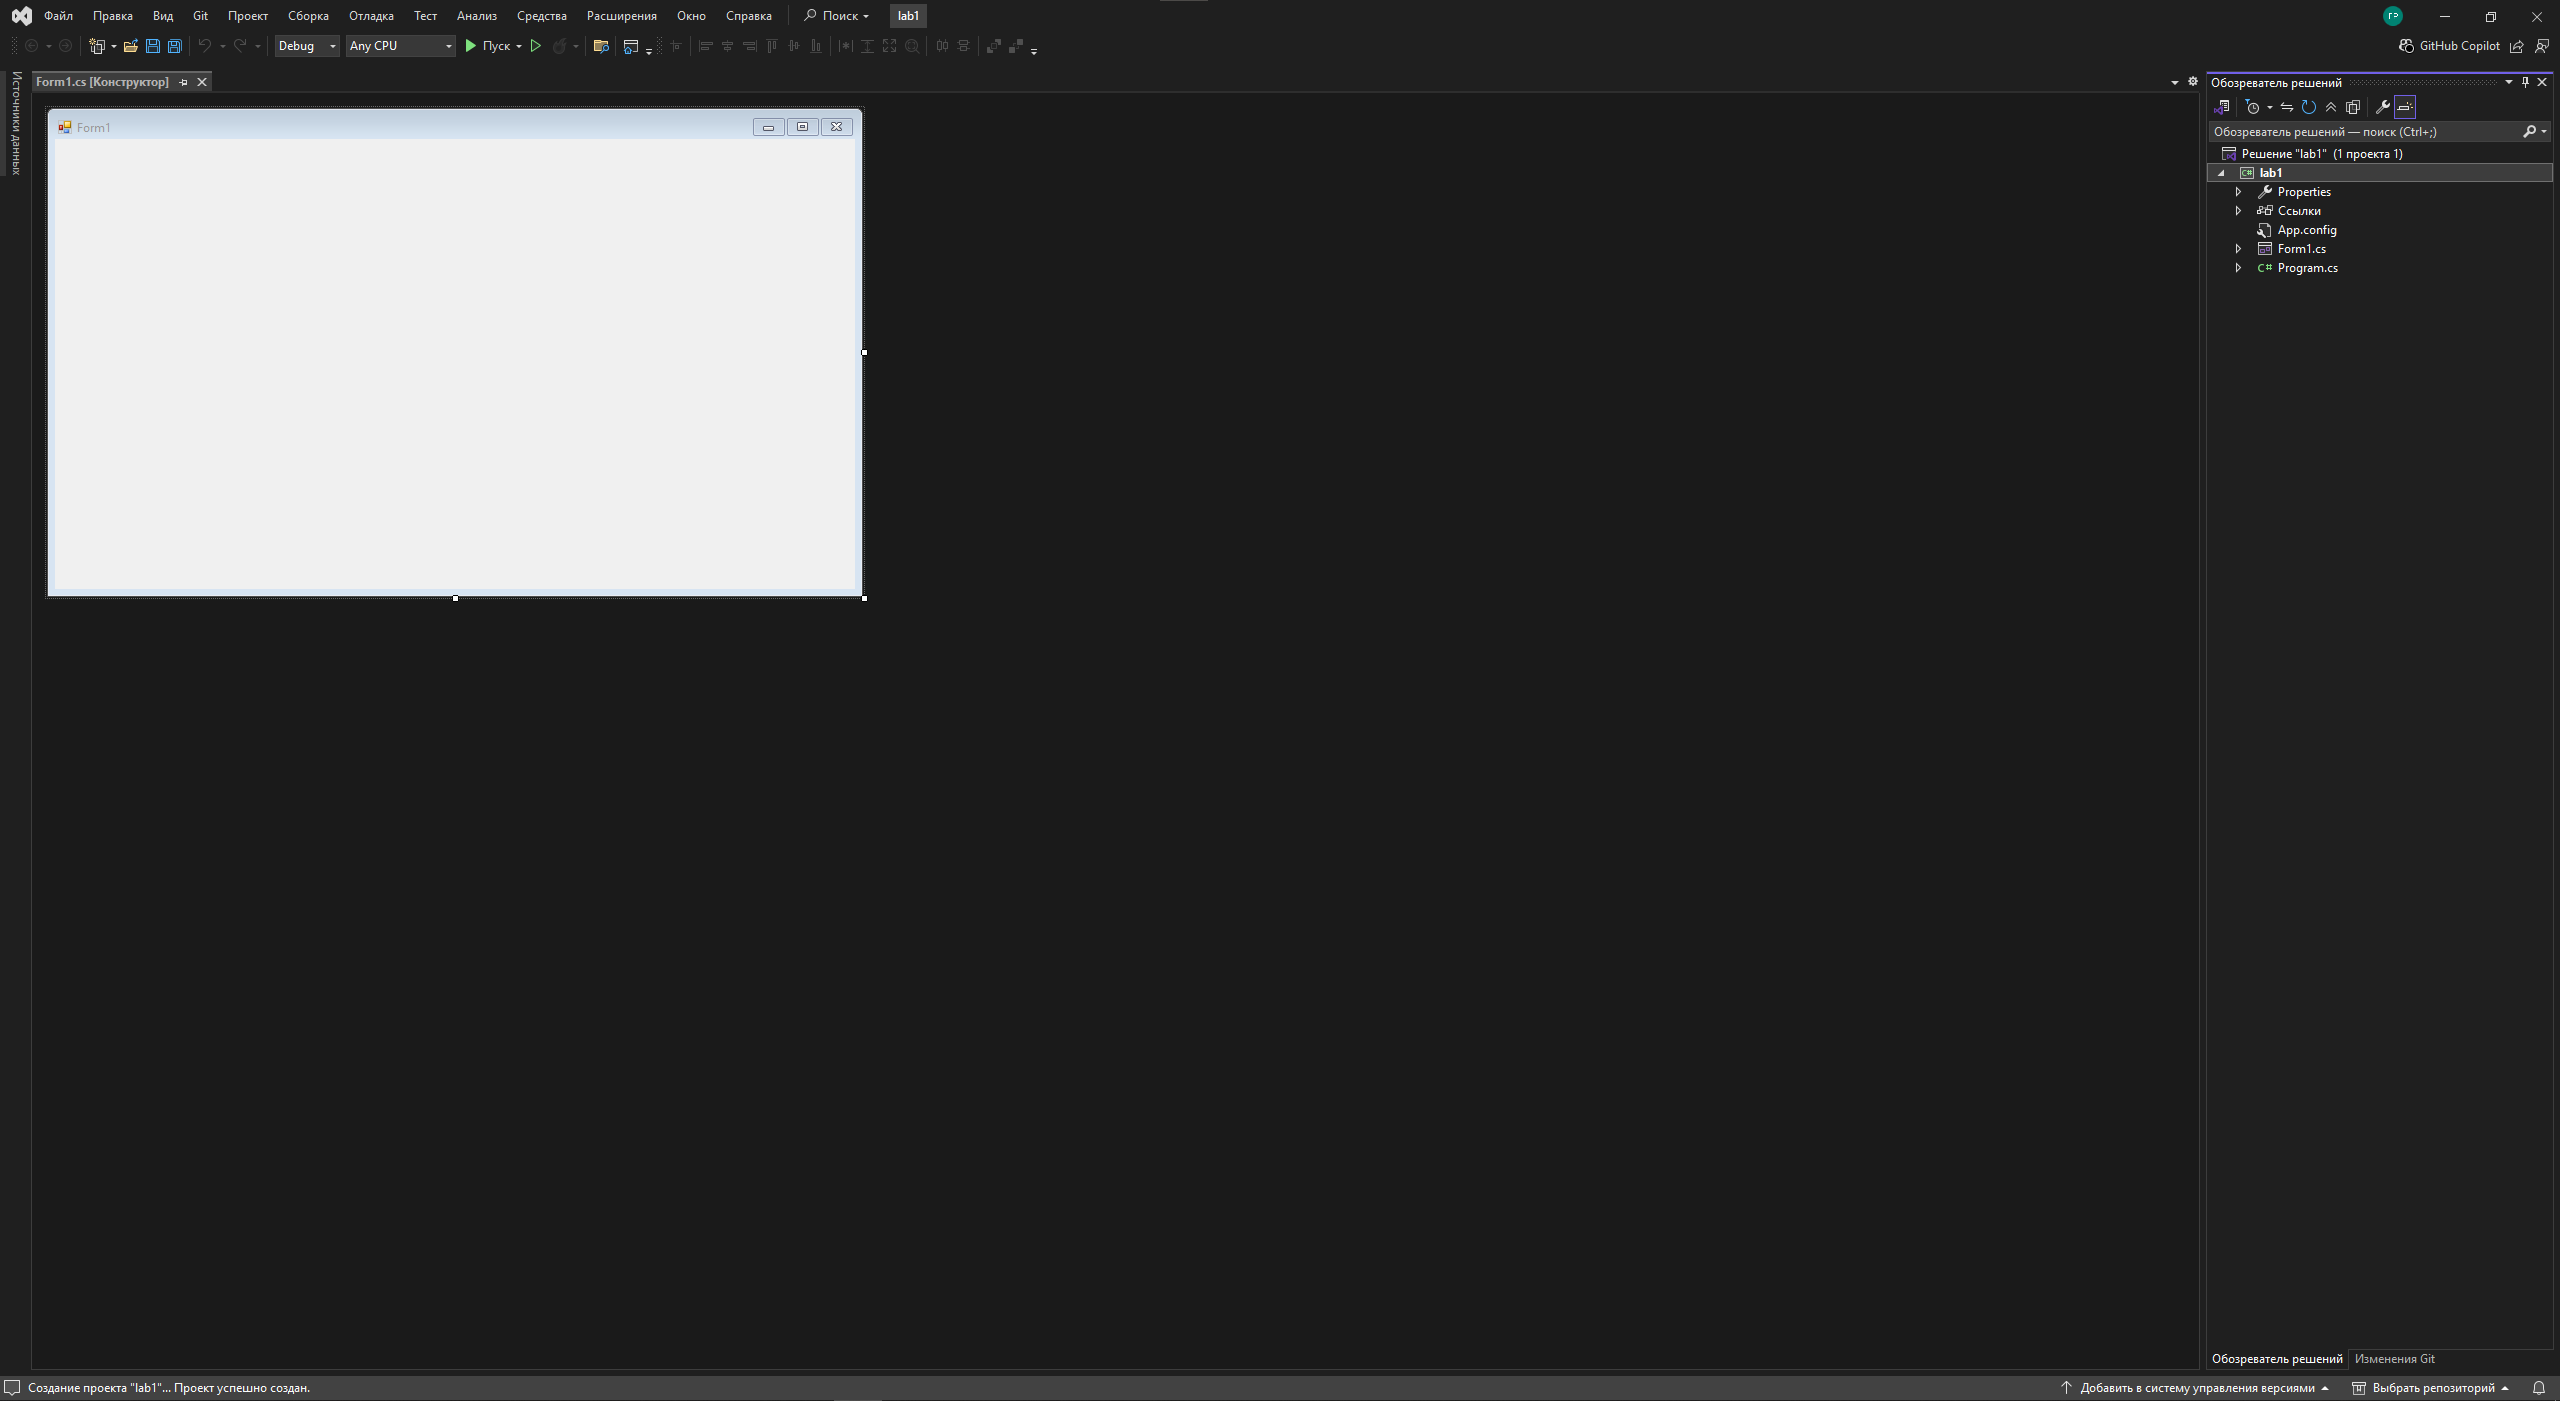 Файл Правка Вид Git Проект Сборка Отладка Тест Анализ Средства Расширения Окно Справка Поиск lab1 ГР
Debug Any CPU Пуск GitHub Copilot
Источники данных
Form1.cs [Конструктор]
Form1
Обозреватель решений
Обозреватель решений — поиск (Ctrl+;)
Решение "lab1" (1 проекта 1)
C# lab1
Properties
Ссылки
App.config
Form1.cs
C# Program.cs
Обозреватель решений Изменения Git
Создание проекта "lab1"... Проект успешно создан. Добавить в систему управления версиями Выбрать репозиторий